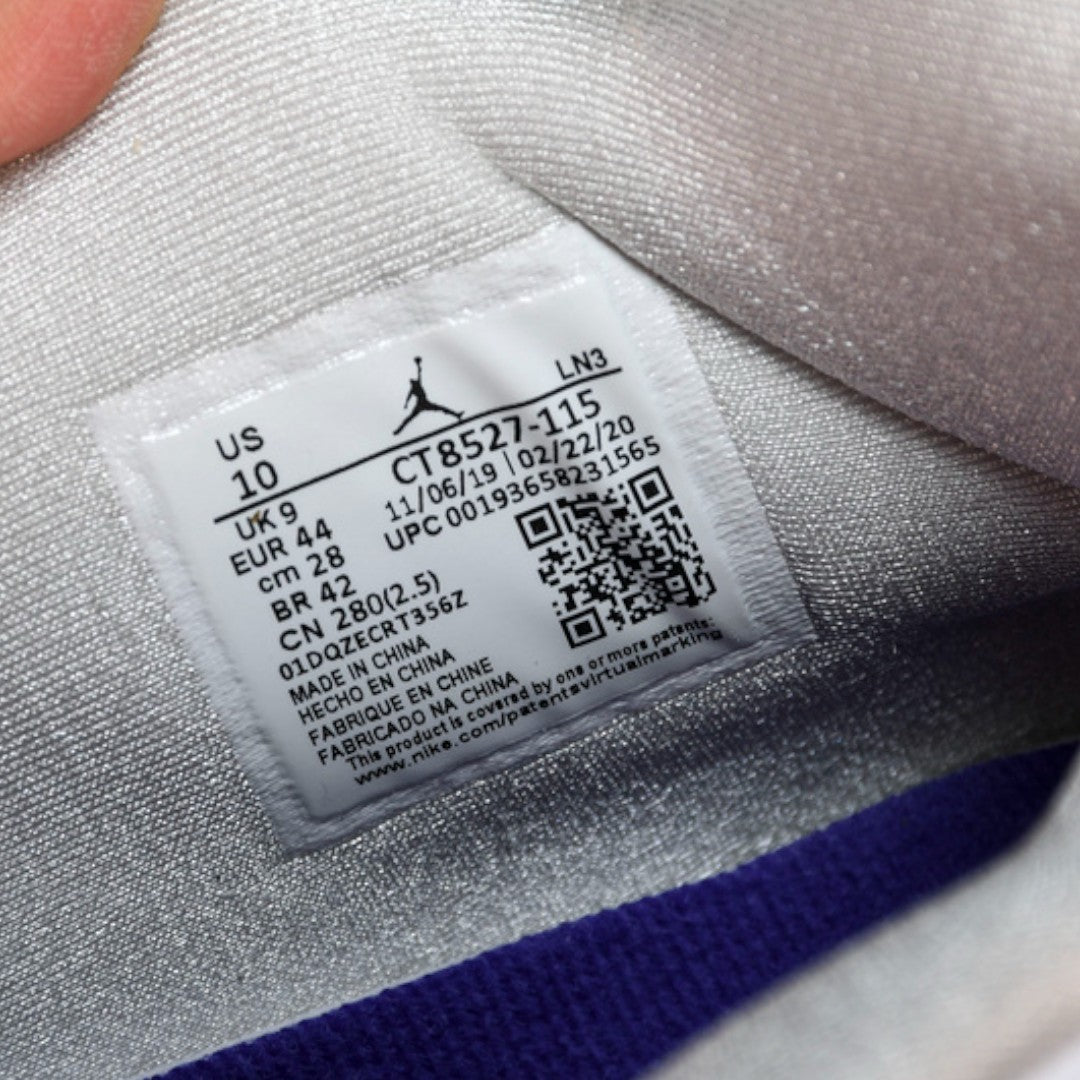 US
10
LN3
CT8527-115
11/06/19 | 02/22/20
UPC 00193658231565
UK 9
EUR 44
cm 28
BR 42
CN 280(2.5)
01DQZECRT356Z
MADE IN CHINA
HECHO EN CHINA
FABRIQUE EN CHINE
FABRICADO NA CHINA
This product is covered by one or more patents:
www.nike.com/patentsvirtualmarking